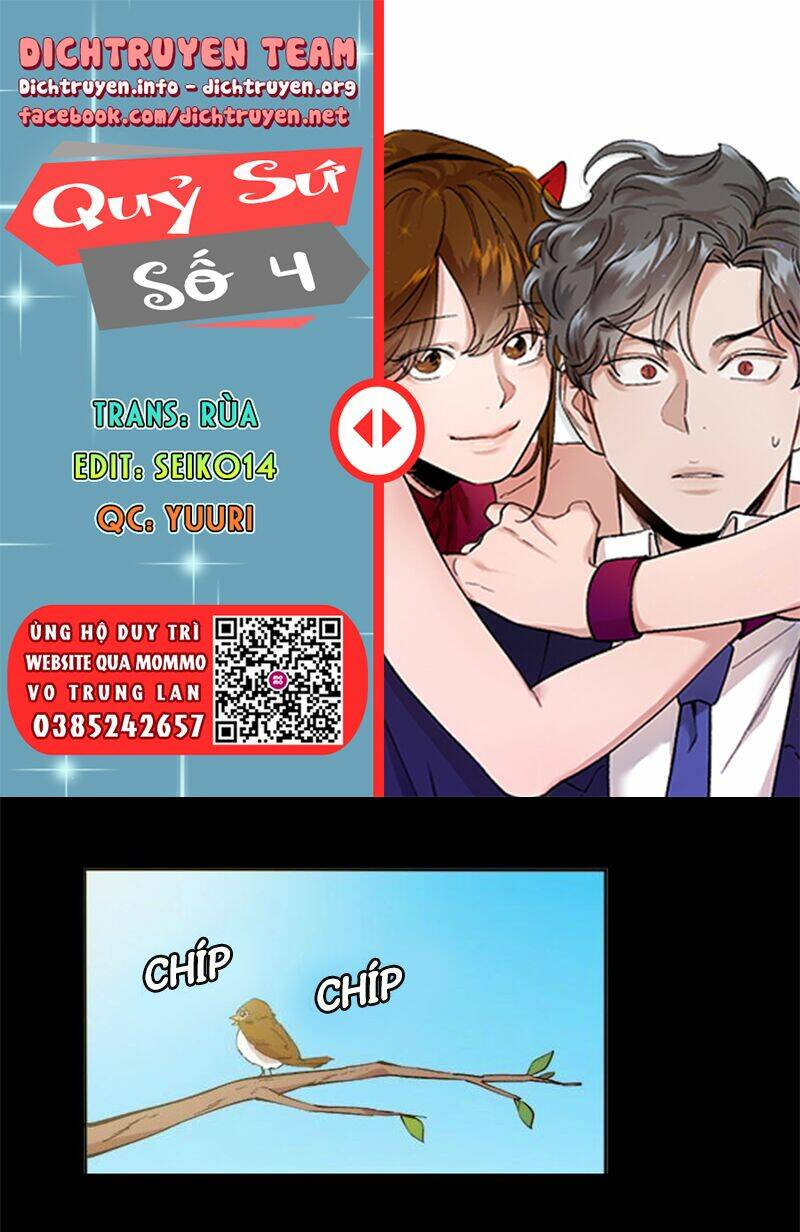 DICHTRUYEN TEAM
Dichtruyen.info - dichtruyen.org
facebook.com/dichtruyen.net
Quỷ Sứ
Số 4
TRANS: RÙA
EDIT: SEIKO14
QC: YUURI
ỦNG HỘ DUY TRÌ
WEBSITE QUA MOMMO
VO TRUNG LAN
0385242657
CHÍP
CHÍP